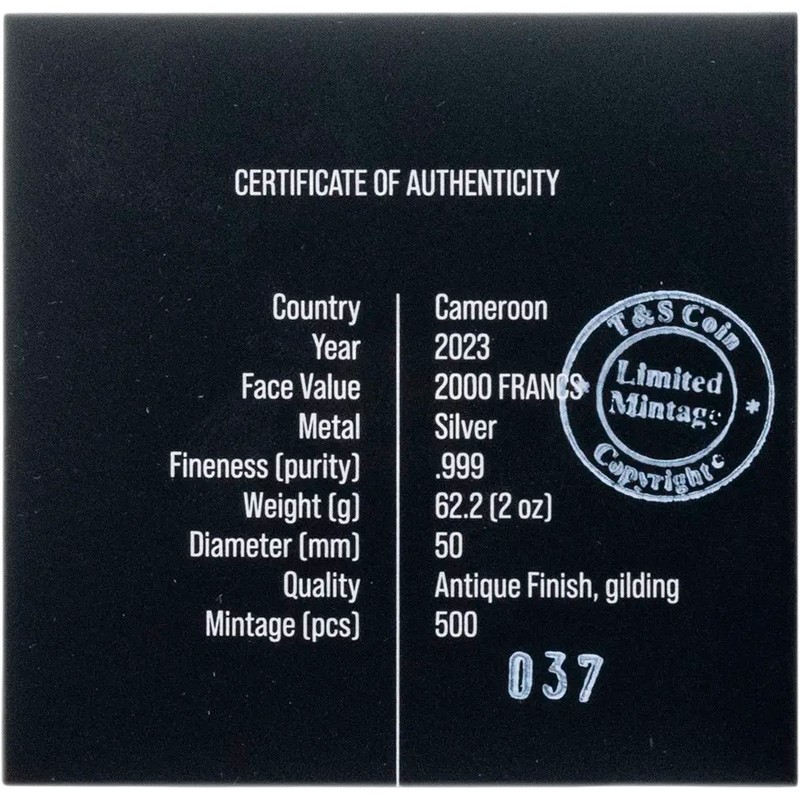 CERTIFICATE OF AUTHENTICITY
Country Cameroon
Year 2023
Face Value 2000 FRANCS
Metal Silver
Fineness (purity) .999
Weight (g) 62.2 (2 oz)
Diameter (mm) 50
Quality Antique Finish, gilding
Mintage (pcs) 500
T&S Coin
Limited
Mintage
Copyright
037